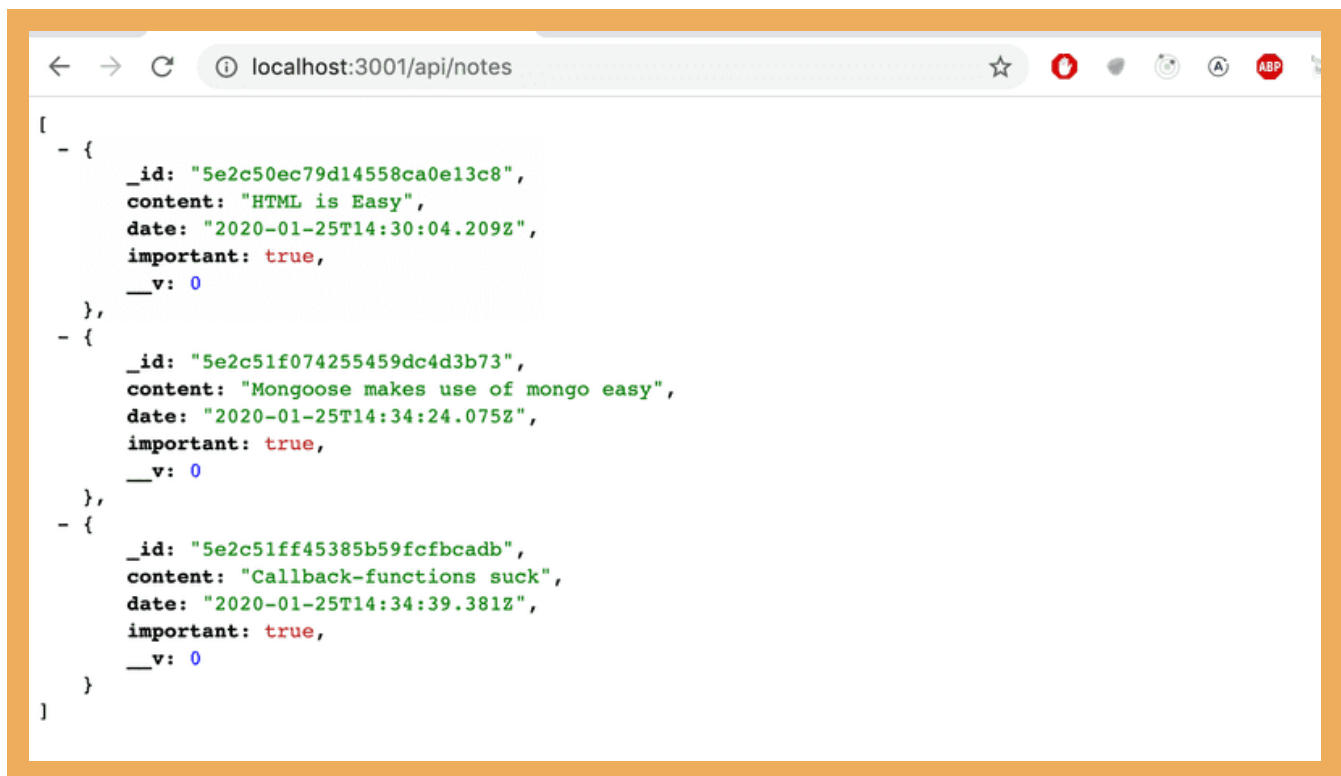 localhost:3001/api/notes
ABP
[
- {
_id: "5e2c50ec79d14558ca0e13c8",
content: "HTML is Easy",
date: "2020-01-25T14:30:04.209Z",
important: true,
__v: 0
},
- {
_id: "5e2c51f074255459dc4d3b73",
content: "Mongoose makes use of mongo easy",
date: "2020-01-25T14:34:24.075Z",
important: true,
__v: 0
},
- {
_id: "5e2c51ff45385b59fcfbcadb",
content: "Callback-functions suck",
date: "2020-01-25T14:34:39.381Z",
important: true,
__v: 0
}
]